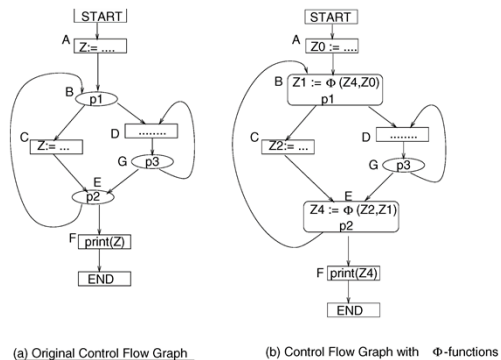 START
A
Z:= ....
B
p1
C
Z:= ...
D
........
G
p3
E
p2
F
print(Z)
END
(a) Original Control Flow Graph
START
A
Z0 := ....
B
Z1 := Φ (Z4,Z0)
p1
C
Z2:= ...
D
........
G
p3
E
Z4 := Φ (Z2,Z1)
p2
F
print(Z4)
END
(b) Control Flow Graph with Φ-functions